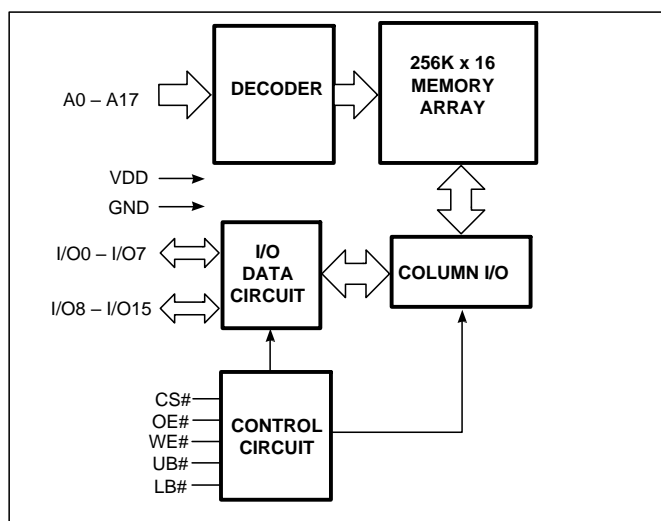 A0 – A17
DECODER
256K x 16
MEMORY
ARRAY
VDD
GND
I/O0 – I/O7
I/O8 – I/O15
I/O
DATA
CIRCUIT
COLUMN I/O
CS#
OE#
WE#
UB#
LB#
CONTROL
CIRCUIT